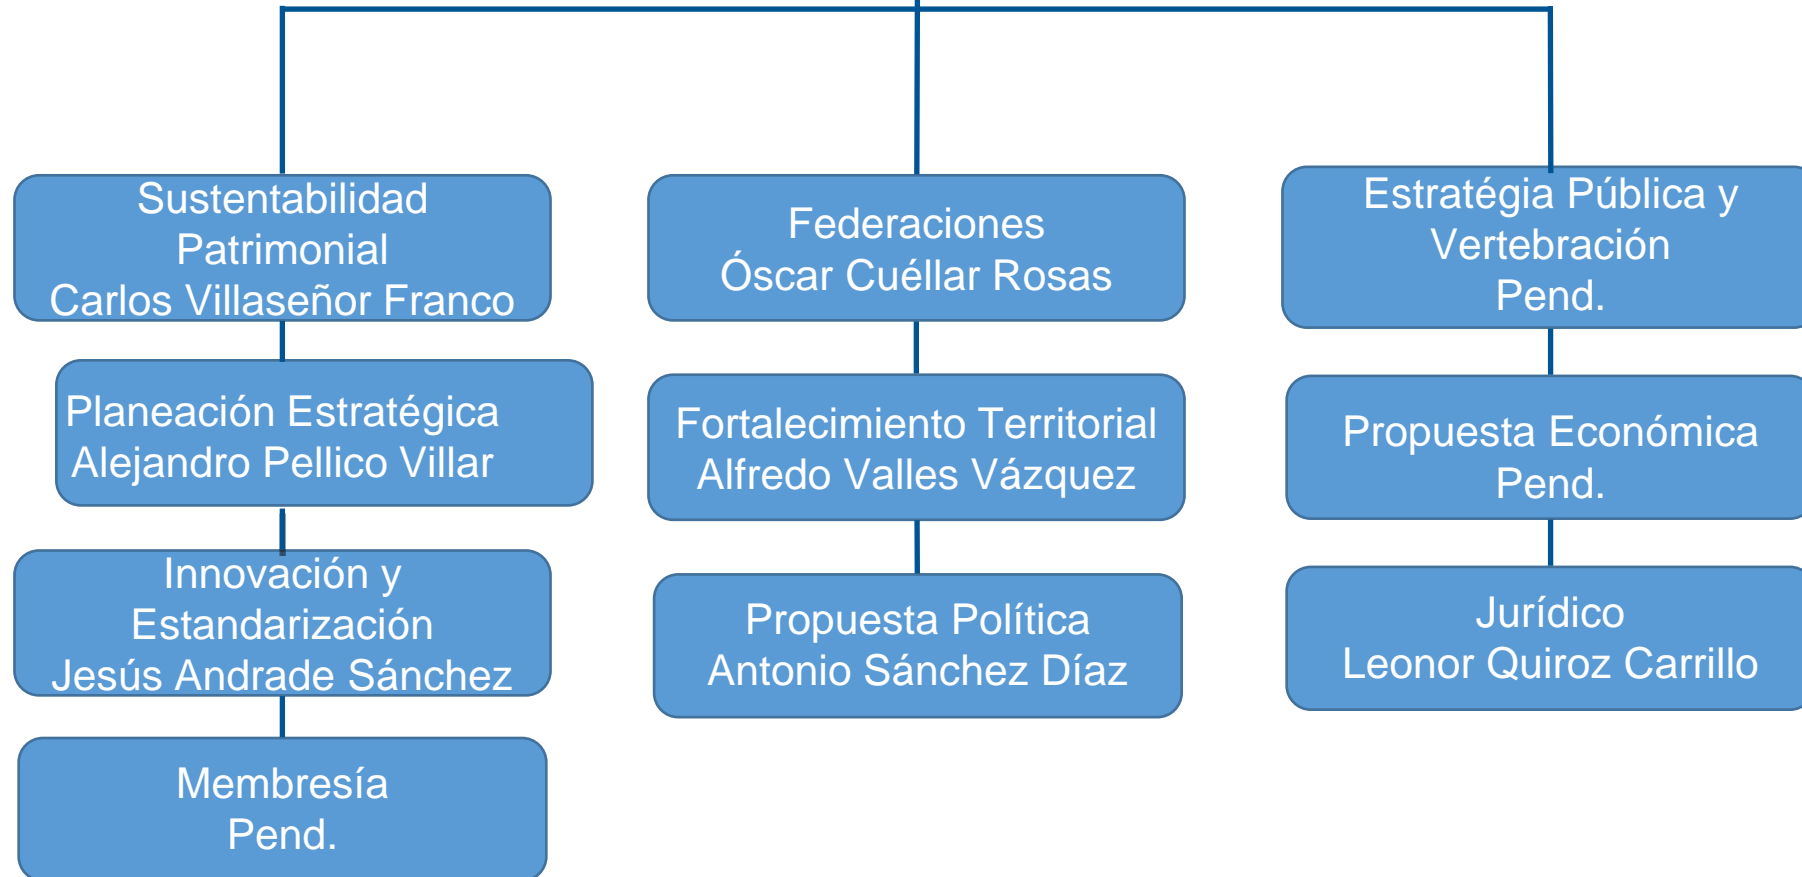 Sustentabilidad
Patrimonial
Carlos Villaseñor Franco
Planeación Estratégica
Alejandro Pellico Villar
Innovación y
Estandarización
Jesús Andrade Sánchez
Membresía
Pend.
Federaciones
Óscar Cuéllar Rosas
Fortalecimiento Territorial
Alfredo Valles Vázquez
Propuesta Política
Antonio Sánchez Díaz
Estratégia Pública y
Vertebración
Pend.
Propuesta Económica
Pend.
Jurídico
Leonor Quiroz Carrillo